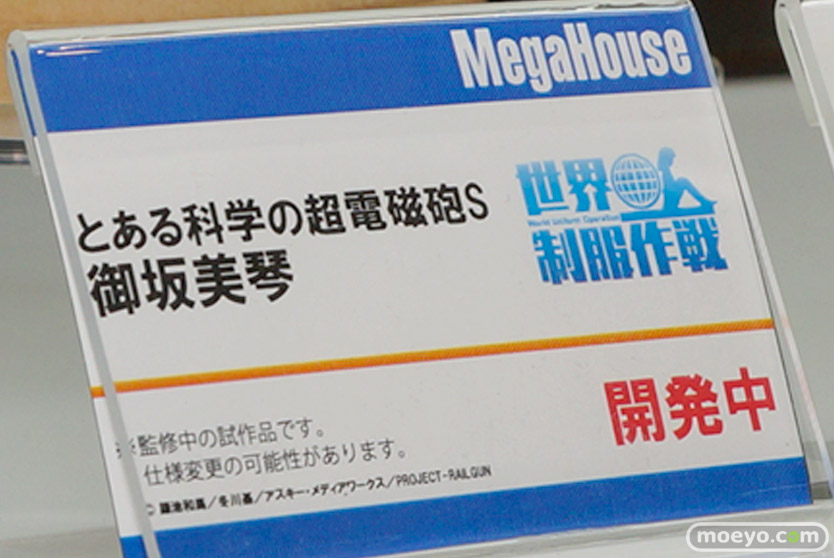 MegaHouse
とある科学の超電磁砲S
御坂美琴
世界
World Uniform Operation
制服作戦
開発中
※監修中の試作品です。
仕様変更の可能性があります。
© 鎌池和馬/冬川基/アスキー・メディアワークス/PROJECT-RAILGUN
moeyo.com